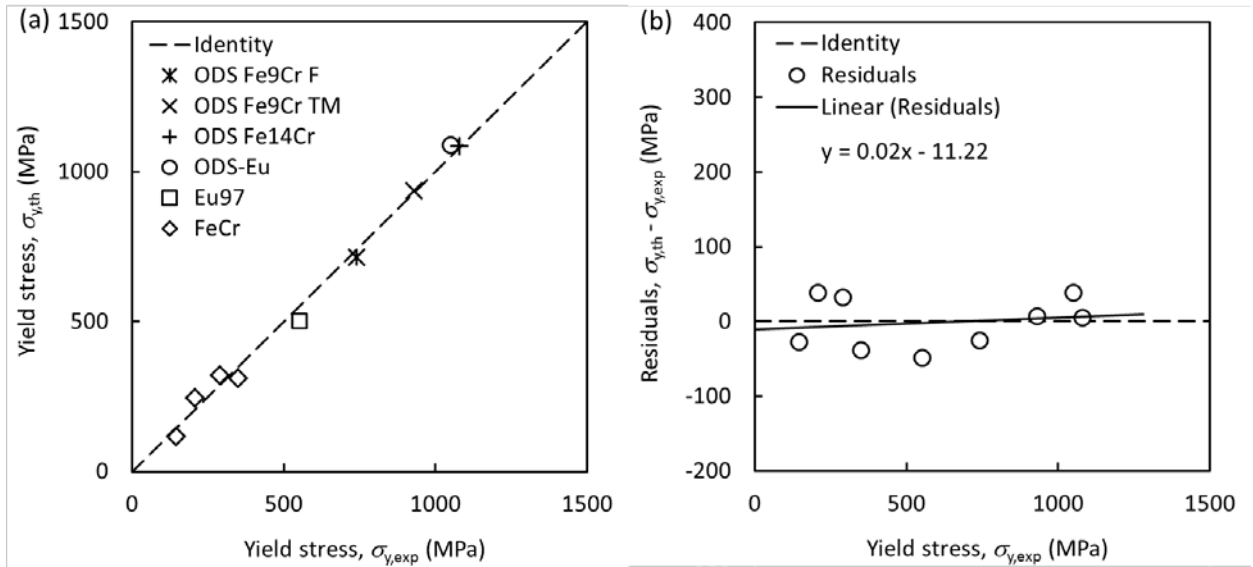 (a)
1500
1000
500
0
Yield stress, σy,th (MPa)
Identity
ODS Fe9Cr F
ODS Fe9Cr TM
ODS Fe14Cr
ODS-Eu
Eu97
FeCr
0 500 1000 1500
Yield stress, σy,exp (MPa)
(b)
400
300
200
100
0
-100
-200
Residuals, σy,th - σy,exp (MPa)
Identity
Residuals
Linear (Residuals)
y = 0.02x - 11.22
0 500 1000 1500
Yield stress, σy,exp (MPa)